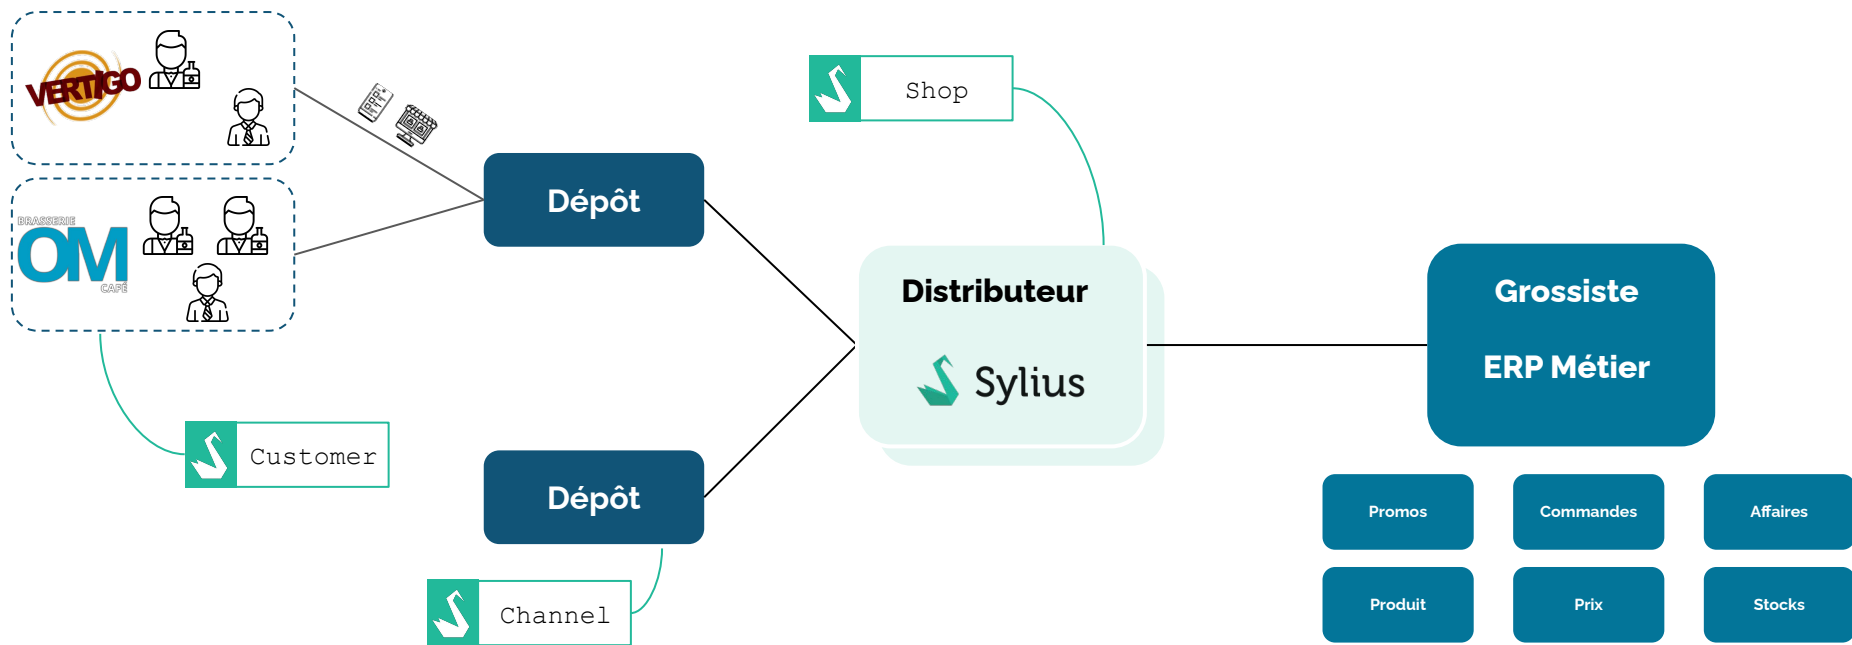 VERTIGO
BRASSERIE
OM
CAFÉ
Customer
Dépôt
Dépôt
Channel
Shop
Distributeur
Sylius
Grossiste
ERP Métier
Promos
Commandes
Affaires
Produit
Prix
Stocks